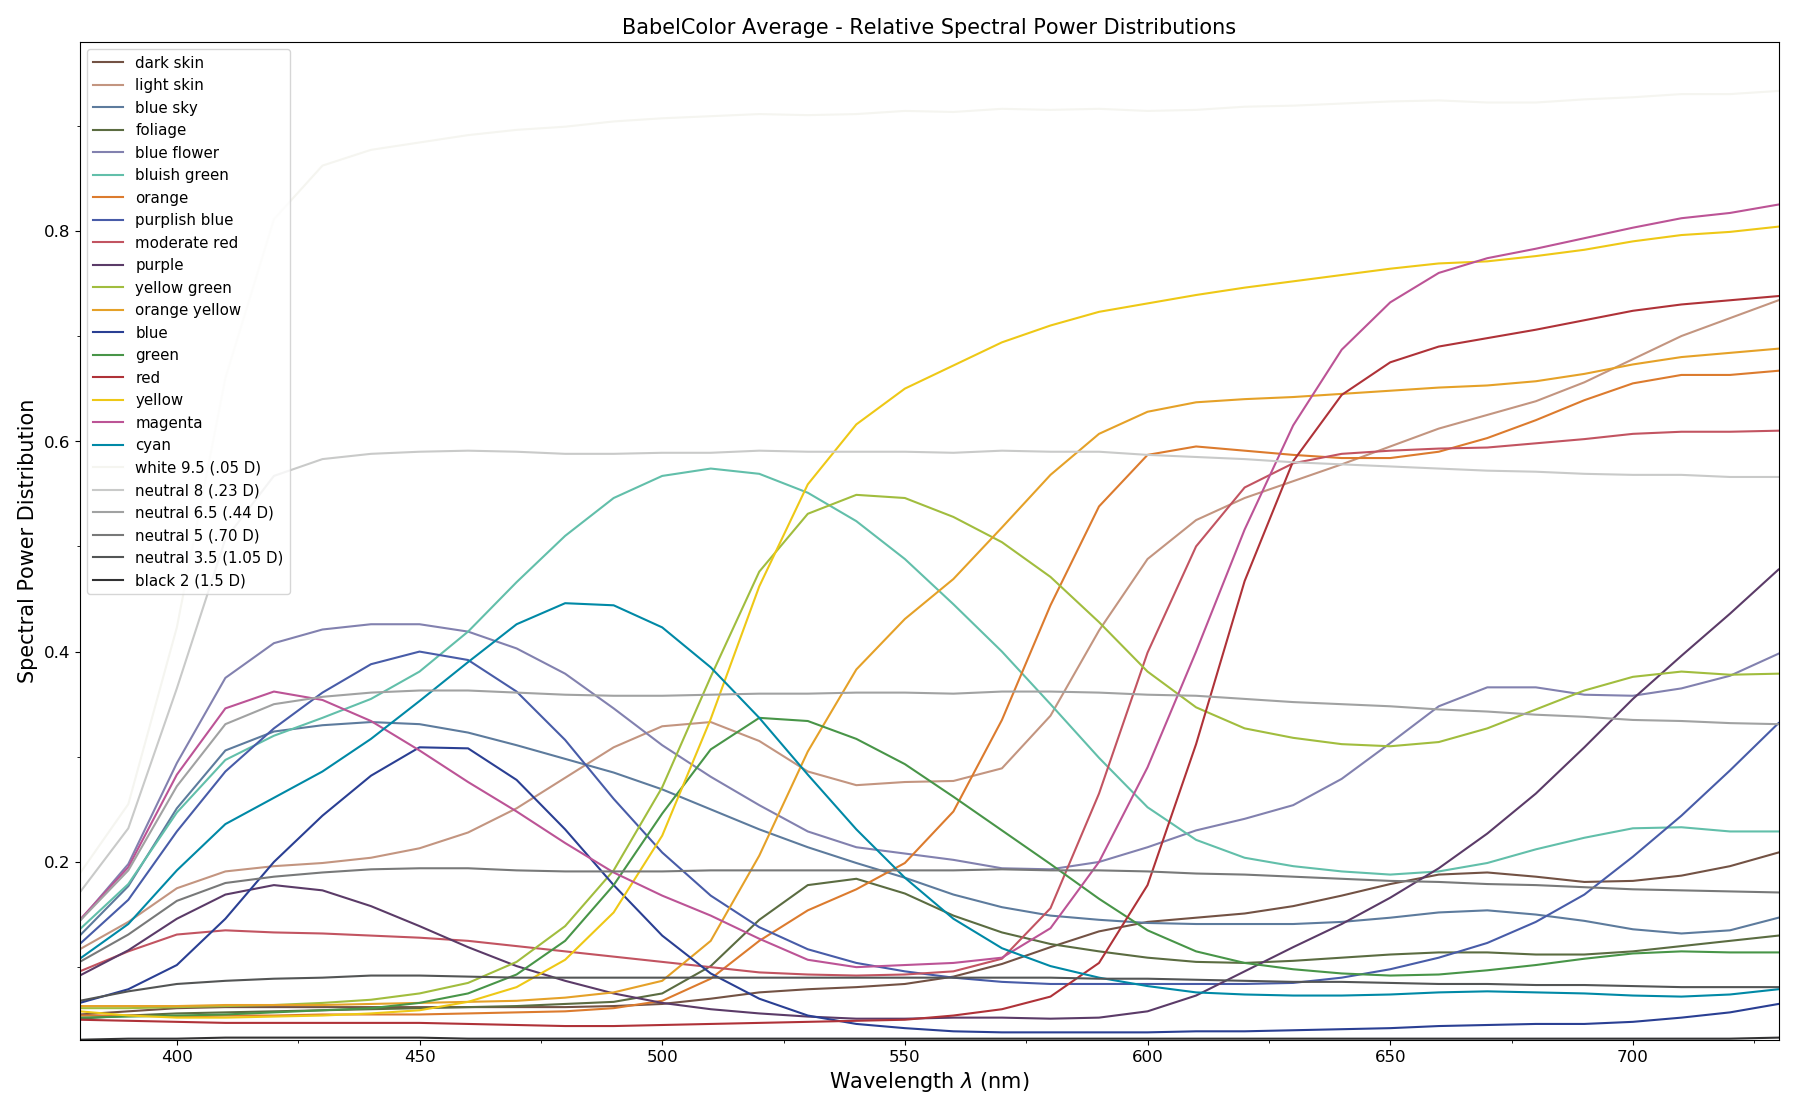 BabelColor Average - Relative Spectral Power Distributions
dark skin
light skin
blue sky
foliage
blue flower
bluish green
orange
purplish blue
moderate red
purple
yellow green
orange yellow
blue
green
red
yellow
magenta
cyan
white 9.5 (.05 D)
neutral 8 (.23 D)
neutral 6.5 (.44 D)
neutral 5 (.70 D)
neutral 3.5 (1.05 D)
black 2 (1.5 D)
Spectral Power Distribution
0.8
0.6
0.4
0.2
400 450 500 550 600 650 700
Wavelength λ (nm)